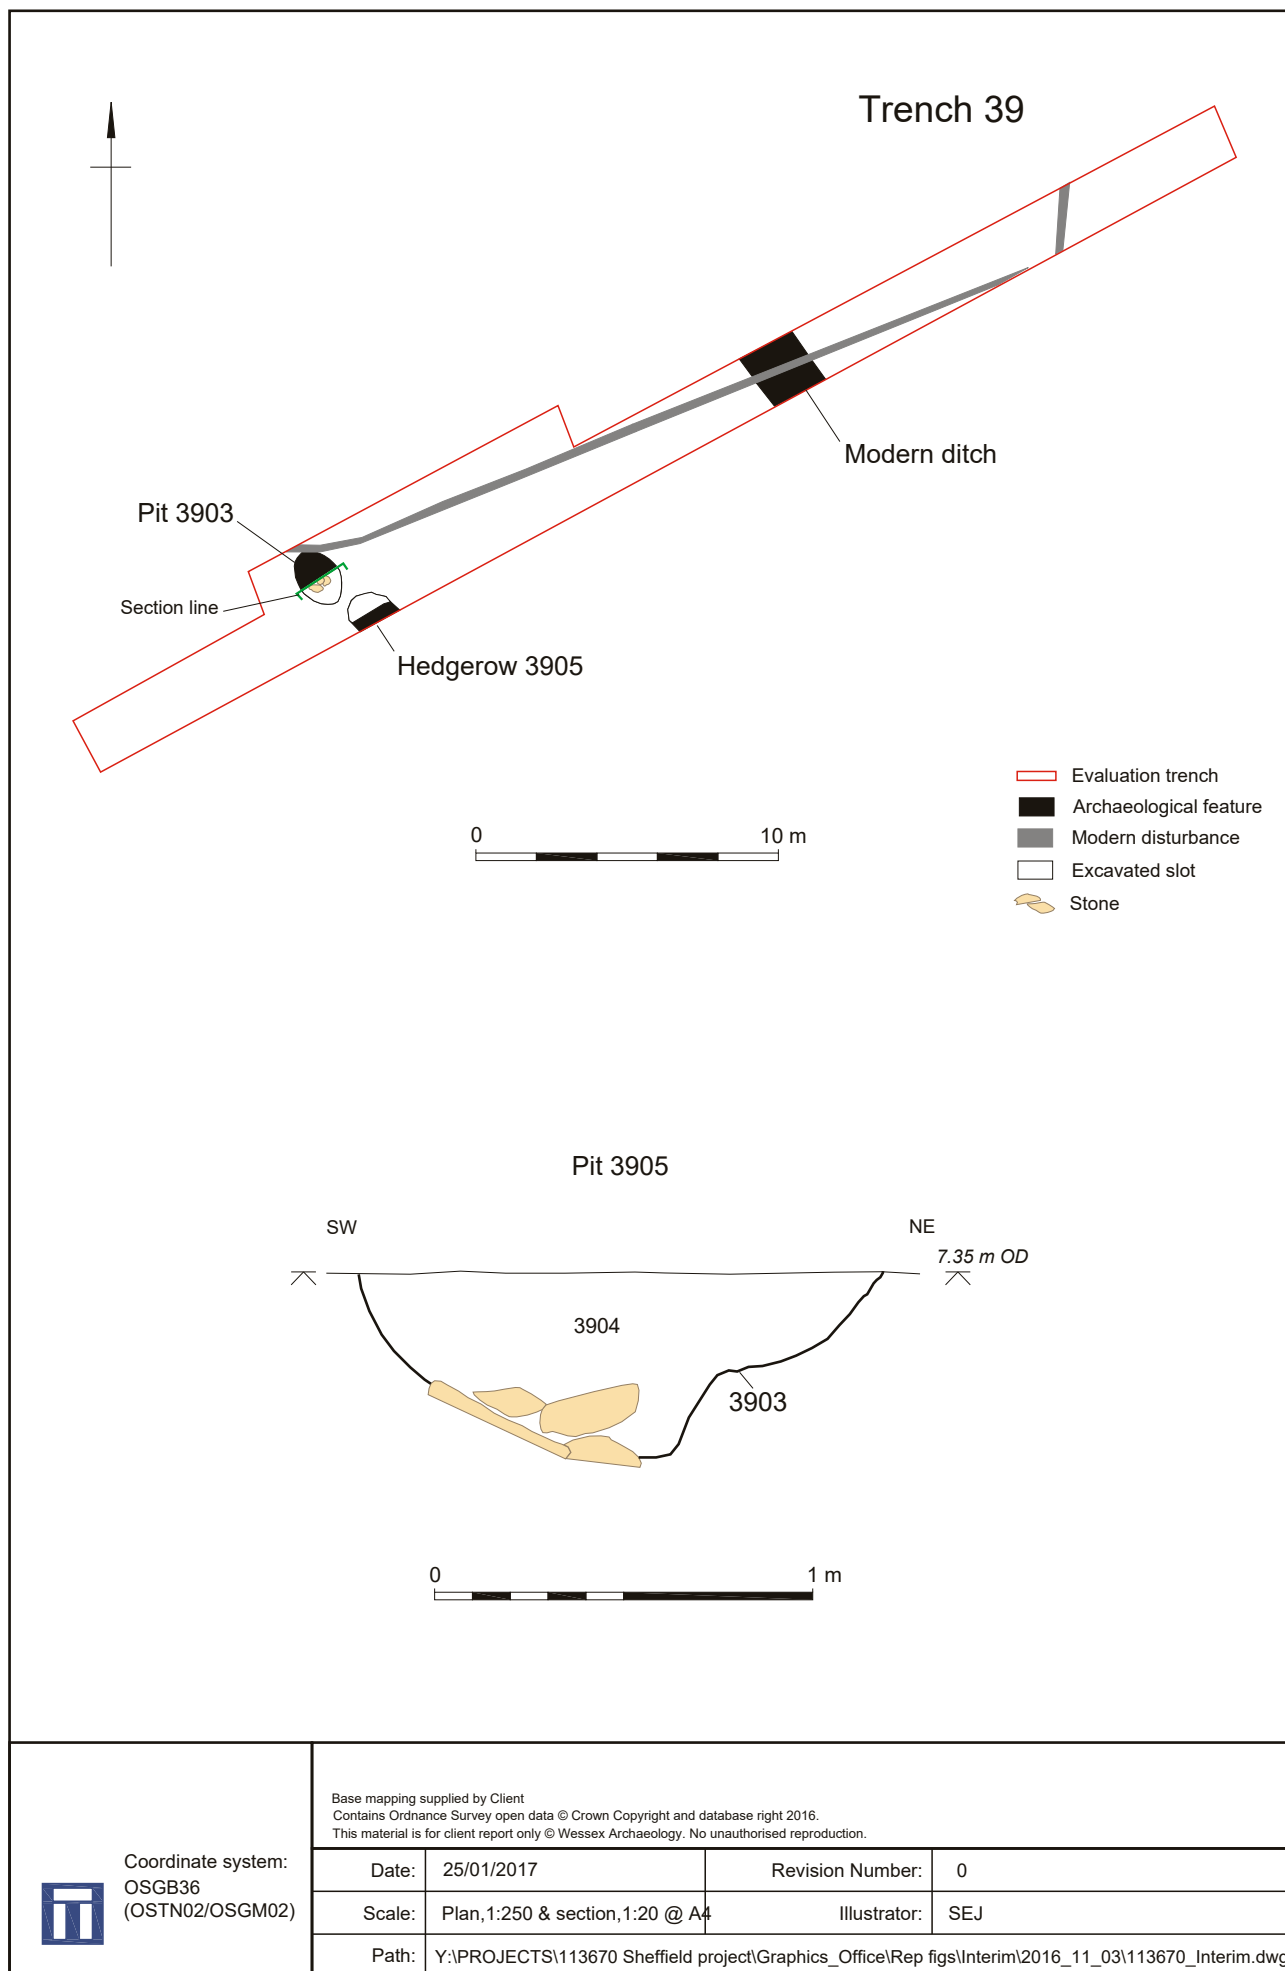 Trench 39
Modern ditch
Pit 3903
Section line
Hedgerow 3905
Evaluation trench
0 10 m
Archaeological feature
Modern disturbance
Excavated slot
Stone
Pit 3905
SW NE
7.35 m OD
3904
3903
0 1 m
Base mapping supplied by Client
Contains Ordnance Survey open data © Crown Copyright and database right 2016.
This material is for client report only © Wessex Archaeology. No unauthorised reproduction.
Coordinate system:
OSGB36
(OSTN02/OSGM02)
Date: 25/01/2017 Revision Number: 0
Scale: Plan,1:250 & section,1:20 @ A4 Illustrator: SEJ
Path: Y:\PROJECTS\113670 Sheffield project\Graphics_Office\Rep figs\Interim\2016_11_03\113670_Interim.dwg